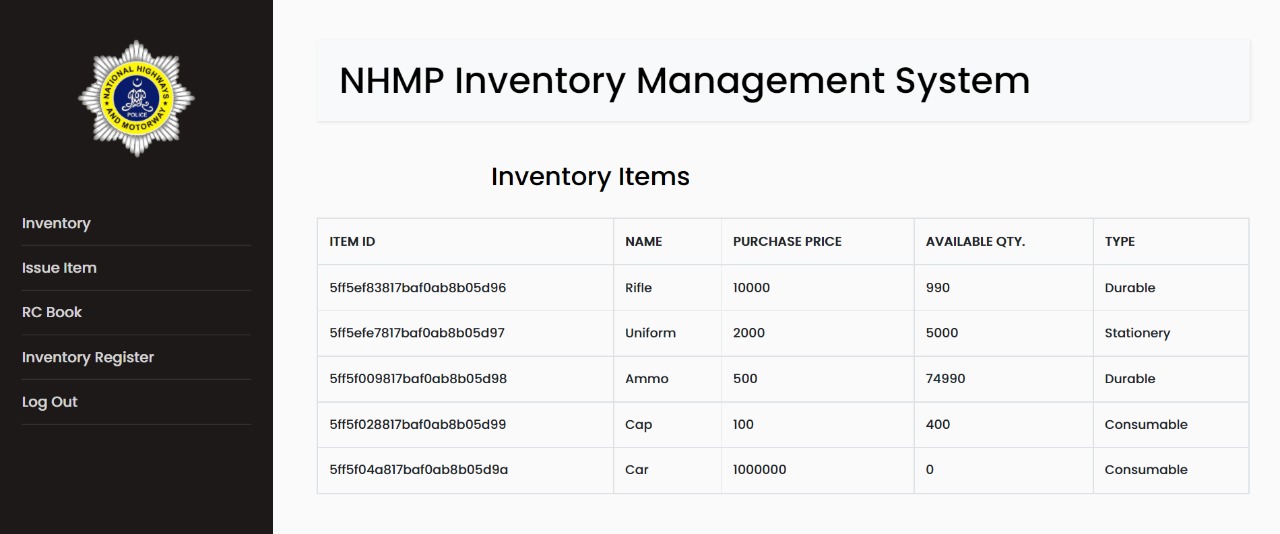 NATIONAL HIGHWAYS
AND MOTORWAY
POLICE
Inventory
Issue Item
RC Book
Inventory Register
Log Out
NHMP Inventory Management System
Inventory Items
ITEM ID NAME PURCHASE PRICE AVAILABLE QTY. TYPE
5ff5ef83817baf0ab8b05d96 Rifle 10000 990 Durable
5ff5efe7817baf0ab8b05d97 Uniform 2000 5000 Stationery
5ff5f009817baf0ab8b05d98 Ammo 500 74990 Durable
5ff5f028817baf0ab8b05d99 Cap 100 400 Consumable
5ff5f04a817baf0ab8b05d9a Car 1000000 0 Consumable